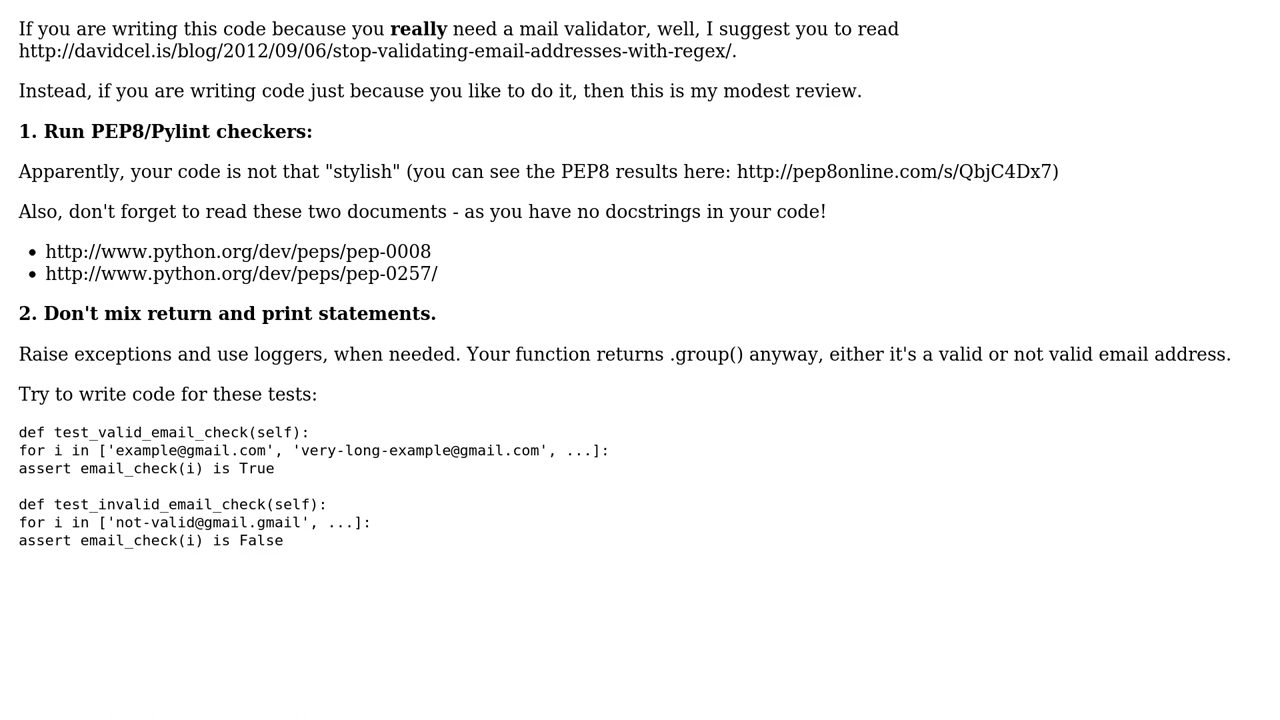 If you are writing this code because you really need a mail validator, well, I suggest you to read
http://davidcel.is/blog/2012/09/06/stop-validating-email-addresses-with-regex/.
Instead, if you are writing code just because you like to do it, then this is my modest review.
1. Run PEP8/Pylint checkers:
Apparently, your code is not that "stylish" (you can see the PEP8 results here: http://pep8online.com/s/QbjC4Dx7)
Also, don't forget to read these two documents - as you have no docstrings in your code!
• http://www.python.org/dev/peps/pep-0008
• http://www.python.org/dev/peps/pep-0257/
2. Don't mix return and print statements.
Raise exceptions and use loggers, when needed. Your function returns .group() anyway, either it's a valid or not valid email address.
Try to write code for these tests:
def test_valid_email_check(self):
for i in ['example@gmail.com', 'very-long-example@gmail.com', ...]:
assert email_check(i) is True
def test_invalid_email_check(self):
for i in ['not-valid@gmail.gmail', ...]:
assert email_check(i) is False